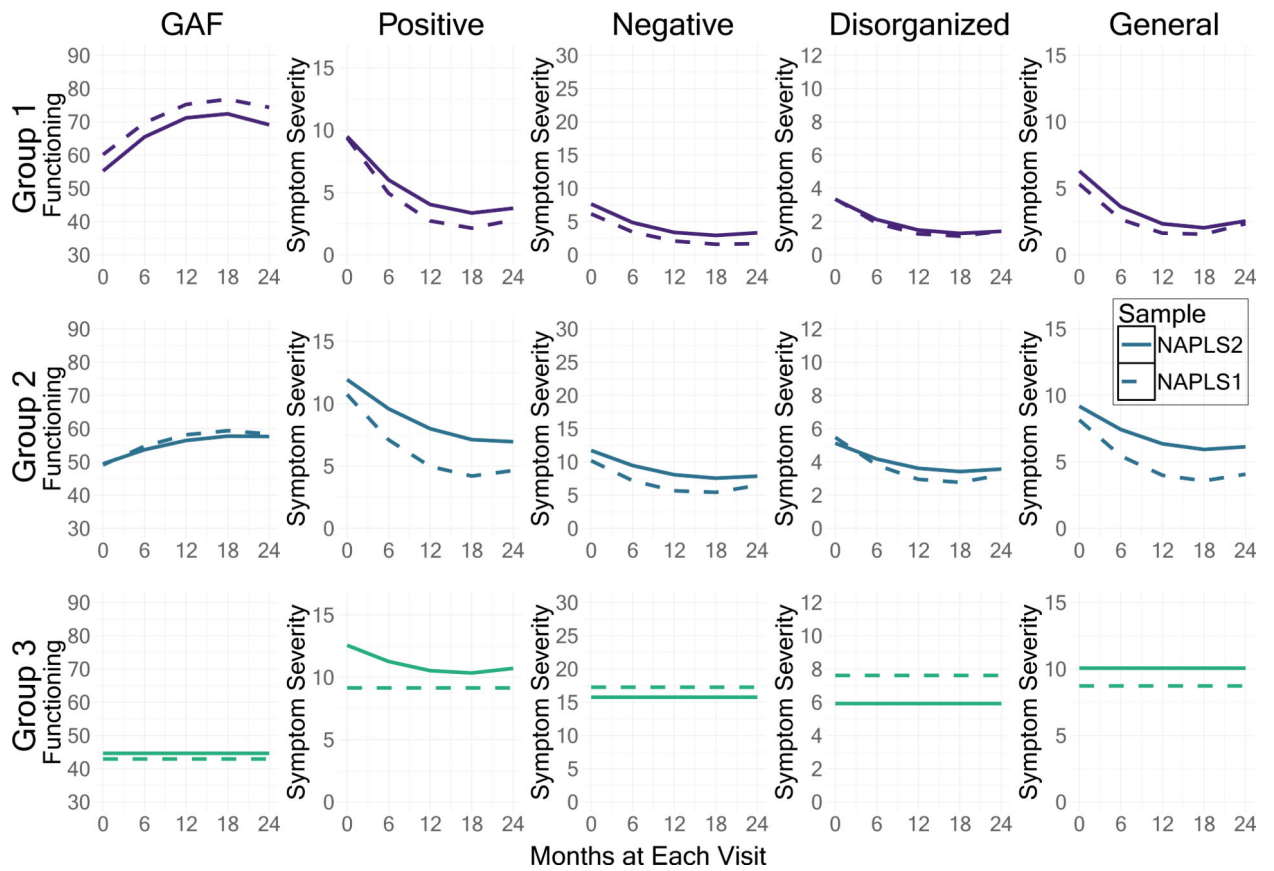 GAF Positive Negative Disorganized General
Group 1
Functioning
90
80
70
60
50
40
30
0 6 12 18 24
Symptom Severity
15
10
5
0
0 6 12 18 24
Symptom Severity
30
25
20
15
10
5
0
0 6 12 18 24
Symptom Severity
12
10
8
6
4
2
0
0 6 12 18 24
Symptom Severity
15
10
5
0
0 6 12 18 24
Group 2
Functioning
90
80
70
60
50
40
30
0 6 12 18 24
Symptom Severity
15
10
5
0
0 6 12 18 24
Symptom Severity
30
25
20
15
10
5
0
0 6 12 18 24
Symptom Severity
12
10
8
6
4
2
0
0 6 12 18 24
Symptom Severity
15
10
5
0
0 6 12 18 24
Sample
NAPLS2
NAPLS1
Group 3
Functioning
90
80
70
60
50
40
30
0 6 12 18 24
Symptom Severity
15
10
5
0
0 6 12 18 24
Symptom Severity
30
25
20
15
10
5
0
0 6 12 18 24
Symptom Severity
12
10
8
6
4
2
0
0 6 12 18 24
Symptom Severity
15
10
5
0
0 6 12 18 24
Months at Each Visit